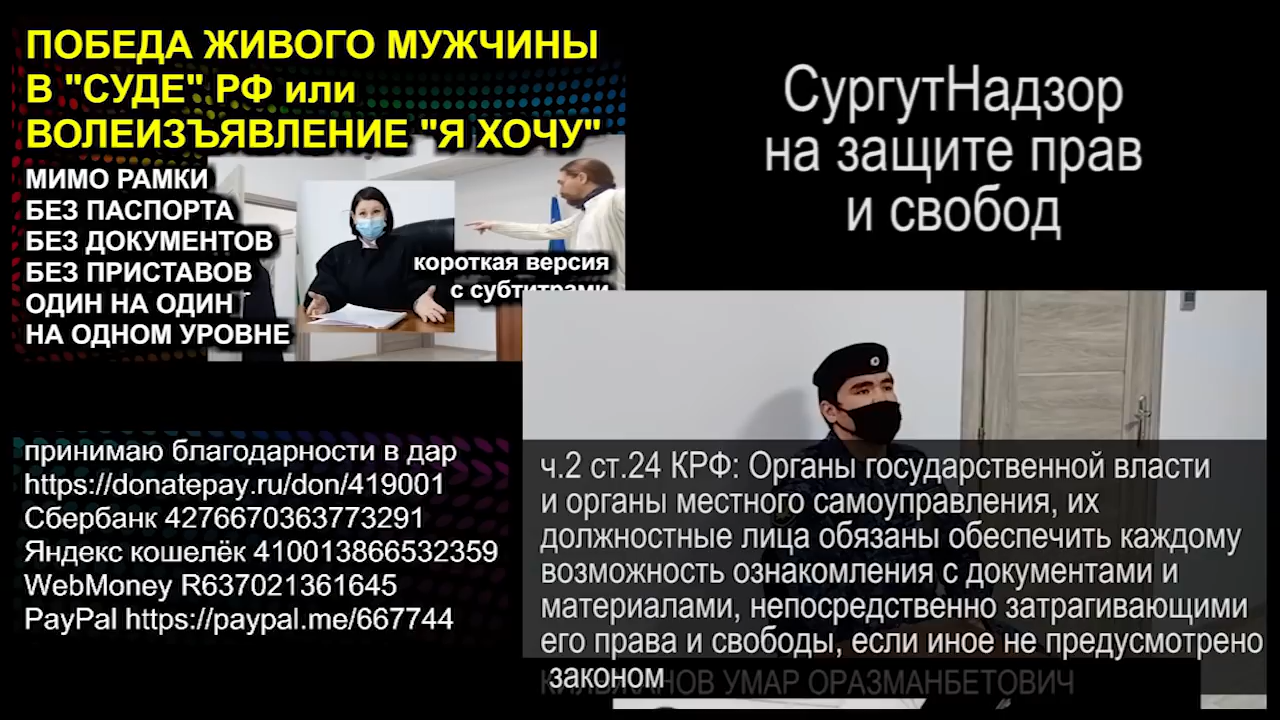 ПОБЕДА ЖИВОГО МУЖЧИНЫ
В "СУДЕ" РФ или
ВОЛЕИЗЪЯВЛЕНИЕ "Я ХОЧУ"
МИМО РАМКИ
БЕЗ ПАСПОРТА
БЕЗ ДОКУМЕНТОВ
БЕЗ ПРИСТАВОВ
ОДИН НА ОДИН
НА ОДНОМ УРОВНЕ
короткая версия
с субтитрами
СургутНадзор
на защите прав
и свобод
принимаю благодарности в дар
https://donatepay.ru/don/419001
Сбербанк 4276670363773291
Яндекс кошелёк 410013866532359
WebMoney R637021361645
PayPal https://paypal.me/667744
ч.2 ст.24 КРФ: Органы государственной власти
и органы местного самоуправления, их
должностные лица обязаны обеспечить каждому
возможность ознакомления с документами и
материалами, непосредственно затрагивающими
его права и свободы, если иное не предусмотрено
законом
УМАР ОРАЗМАНБЕТОВИЧ